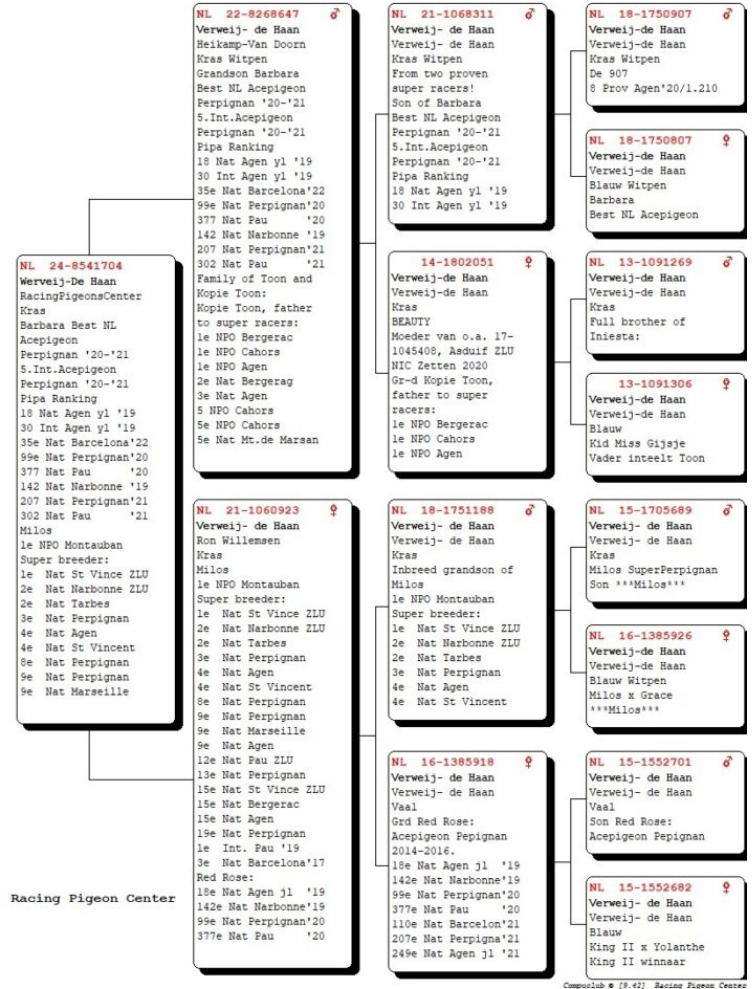 NL 22-8268647 ♂
Verweij- de Haan
Heikamp-Van Doorn
Kras Witpen
Grandson Barbara
Best NL Acepigeon
Perpignan '20-'21
5.Int.Acepigeon
Perpignan '20-'21
Pipa Ranking
18 Nat Agen yl '19
30 Int Agen yl '19
35e Nat Barcelona'22
99e Nat Perpignan'20
377 Nat Pau '20
142 Nat Narbonne '19
207 Nat Perpignan'21
302 Nat Pau '21
Family of Toon and
Kopie Toon:
Kopie Toon, father
to super racers:
1e NPO Bergerac
1e NPO Cahors
1e NPO Agen
2e Nat Bergerag
3e Nat Agen
5 NPO Cahors
5e NPO Cahors
5e Nat Mt.de Marsan
NL 21-1068311 ♂
Verweij- de Haan
Verweij- de Haan
Kras Witpen
From two proven
super racers!
Son of Barbara
Best NL Acepigeon
Perpignan '20-'21
5.Int.Acepigeon
Perpignan '20-'21
Pipa Ranking
18 Nat Agen yl '19
30 Int Agen yl '19
NL 18-1750907 ♂
Verweij-de Haan
Verweij-de Haan
Kras Witpen
De 907
8 Prov Agen'20/1.210
NL 18-1750807 ♀
Verweij-de Haan
Verweij-de Haan
Blauw Witpen
Barbara
Best NL Acepigeon
14-1802051 ♀
Verweij-de Haan
Verweij-de Haan
Kras
BEAUTY
Moeder van o.a. 17-
1045408, Asduif ZLU
NIC Zetten 2020
Gr-d Kopie Toon,
father to super
racers:
1e NPO Bergerac
1e NPO Cahors
1e NPO Agen
NL 13-1091269 ♂
Verweij-de Haan
Verweij-de Haan
Kras
Full brother of
Iniesta:
13-1091306 ♀
Verweij-de Haan
Verweij-de Haan
Blauw
Kid Miss Gijsje
Vader inteelt Toon
NL 24-8541704
Werveij-De Haan
RacingPigeonsCenter
Kras
Barbara Best NL
Acepigeon
Perpignan '20-'21
5.Int.Acepigeon
Perpignan '20-'21
Pipa Ranking
18 Nat Agen yl '19
30 Int Agen yl '19
35e Nat Barcelona'22
99e Nat Perpignan'20
377 Nat Pau '20
142 Nat Narbonne '19
207 Nat Perpignan'21
302 Nat Pau '21
Milos
1e NPO Montauban
Super breeder:
1e Nat St Vince ZLU
2e Nat Narbonne ZLU
2e Nat Tarbes
3e Nat Perpignan
4e Nat Agen
4e Nat St Vincent
8e Nat Perpignan
9e Nat Perpignan
9e Nat Marseille
NL 21-1060923 ♀
Verweij- de Haan
Ron Willemsen
Kras
Milos
1e NPO Montauban
Super breeder:
1e Nat St Vince ZLU
2e Nat Narbonne ZLU
2e Nat Tarbes
3e Nat Perpignan
4e Nat Agen
4e Nat St Vincent
8e Nat Perpignan
9e Nat Perpignan
9e Nat Marseille
9e Nat Agen
12e Nat Pau ZLU
13e Nat Perpignan
15e Nat St Vince ZLU
15e Nat Bergerac
15e Nat Agen
19e Nat Perpignan
1e Int. Pau '19
3e Nat Barcelona'17
Red Rose:
18e Nat Agen jl '19
142e Nat Narbonne'19
99e Nat Perpignan'20
377e Nat Pau '20
NL 18-1751188 ♂
Verweij- de Haan
Verweij- de Haan
Kras
Inbreed grandson of
Milos
1e NPO Montauban
Super breeder:
1e Nat St Vince ZLU
2e Nat Narbonne ZLU
2e Nat Tarbes
3e Nat Perpignan
4e Nat Agen
4e Nat St Vincent
NL 15-1705689 ♂
Verweij- de Haan
Verweij- de Haan
Kras
Milos SuperPerpignan
Son ***Milos***
NL 16-1385926 ♀
Verweij-de Haan
Verweij-de Haan
Blauw Witpen
Milos x Grace
***Milos***
NL 16-1385918 ♀
Verweij- de Haan
Verweij- de Haan
Vaal
Grd Red Rose:
Acepigeon Pepignan
2014-2016.
18e Nat Agen jl '19
142e Nat Narbonne'19
99e Nat Perpignan'20
377e Nat Pau '20
110e Nat Barcelon'21
207e Nat Perpigna'21
249e Nat Agen jl '21
NL 15-1552701 ♂
Verweij- de Haan
Verweij- de Haan
Vaal
Son Red Rose:
Acepigeon Pepignan
NL 15-1552682 ♀
Verweij- de Haan
Verweij- de Haan
Blauw
King II x Yolanthe
King II winnaar
Racing Pigeon Center
Compuclub © [9.42] Racing Pigeon Center